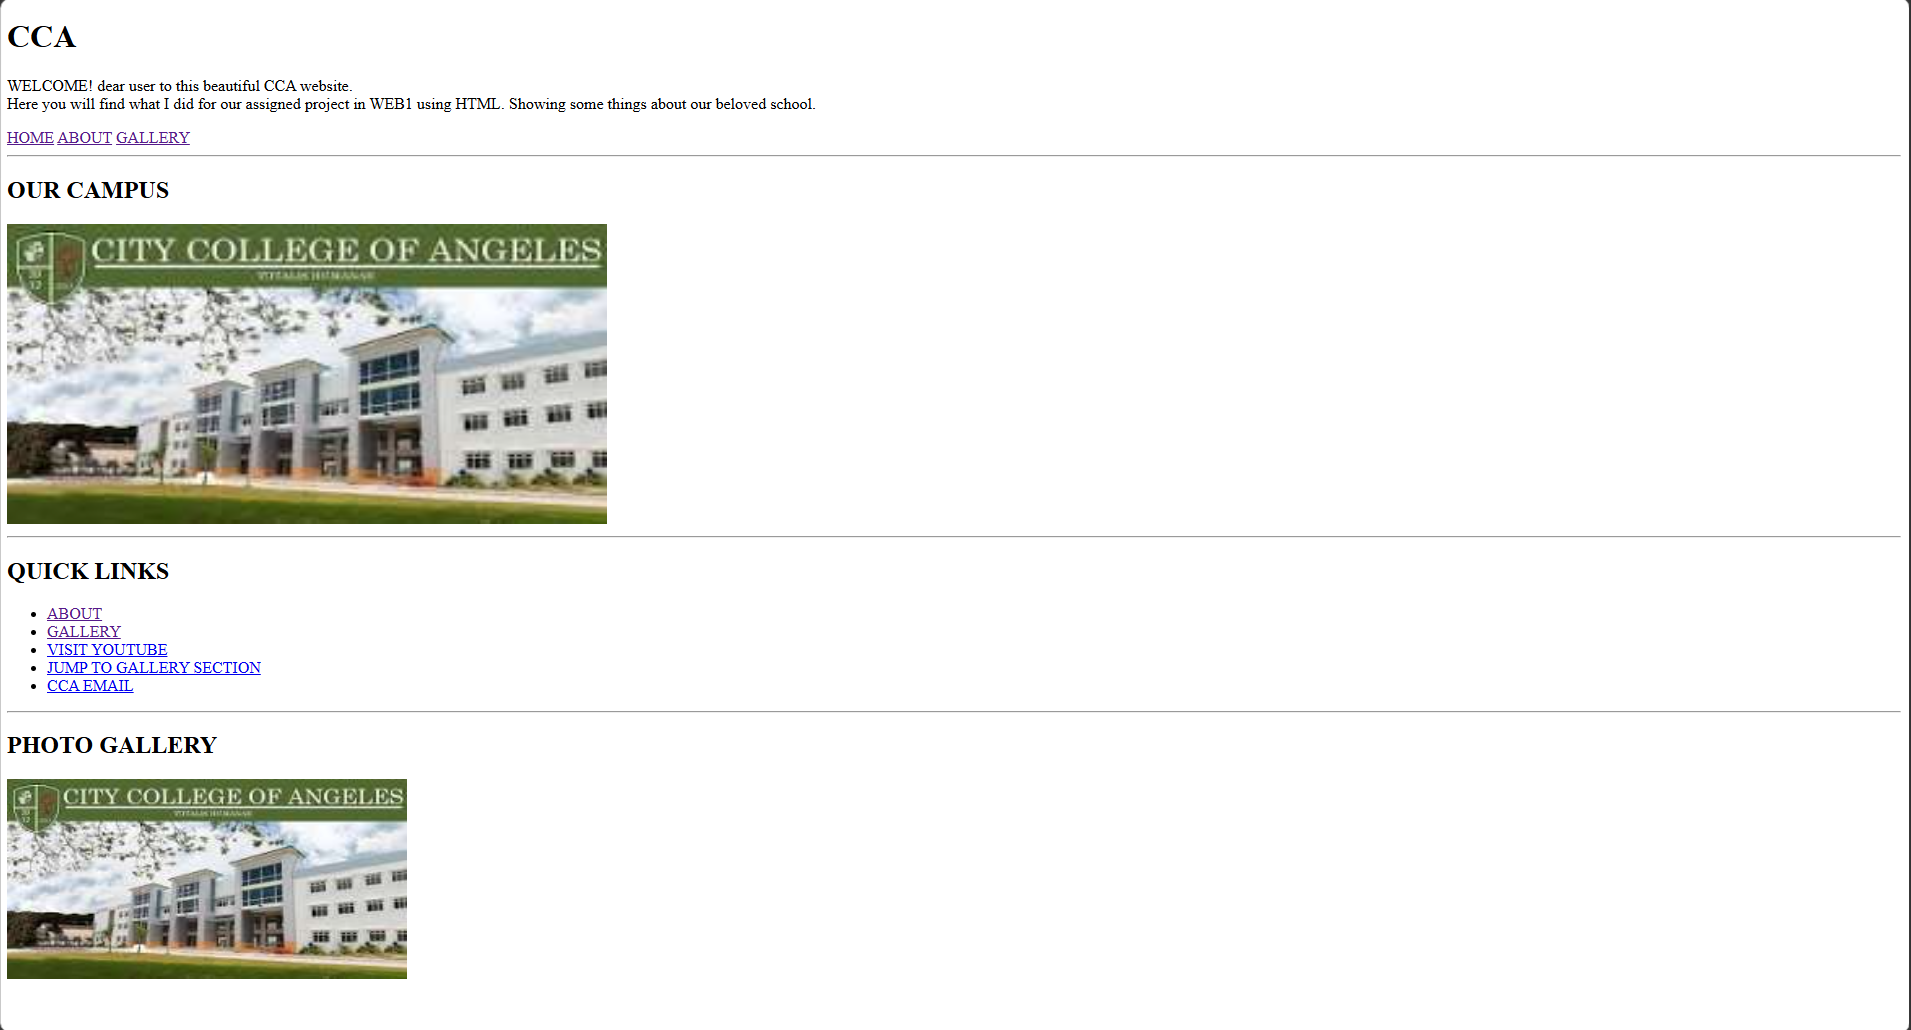 CCA
WELCOME! dear user to this beautiful CCA website.
Here you will find what I did for our assigned project in WEB1 using HTML. Showing some things about our beloved school.
HOME ABOUT GALLERY
OUR CAMPUS
CITY COLLEGE OF ANGELES
QUICK LINKS
ABOUT
GALLERY
VISIT YOUTUBE
JUMP TO GALLERY SECTION
CCA EMAIL
PHOTO GALLERY
CITY COLLEGE OF ANGELES